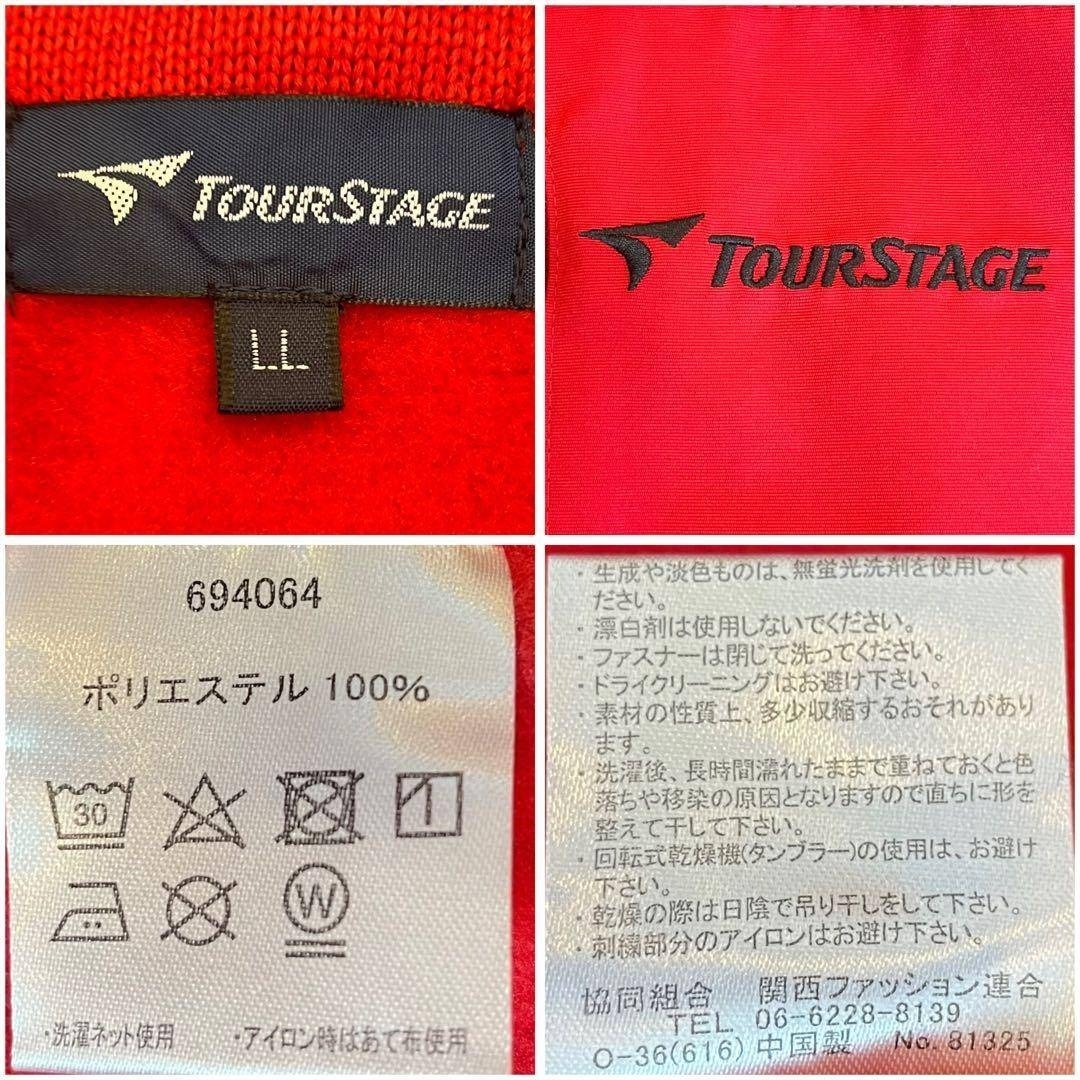 TOURSTAGE
LL
TOURSTAGE
694064
ポリエステル 100%
30
W
・洗濯ネット使用 ・アイロン時はあて布使用
・生成や淡色ものは、無蛍光洗剤を使用してく
ださい。
・漂白剤は使用しないでください。
・ファスナーは閉じて洗ってください。
・ドライクリーニングはお避け下さい。
・素材の性質上、多少収縮するおそれがあり
ます。
・洗濯後、長時間濡れたままで重ねておくと色
落ちや移染の原因となりますので直ちに形を
整えて干して下さい。
・回転式乾燥機(タンブラー)の使用は、お避け
下さい。
・乾燥の際は日陰で吊り干しをして下さい。
・刺繍部分のアイロンはお避け下さい。
協同組合 関西ファッション連合
TEL 06-6228-8139
O-36(616) 中国製 No. 81325